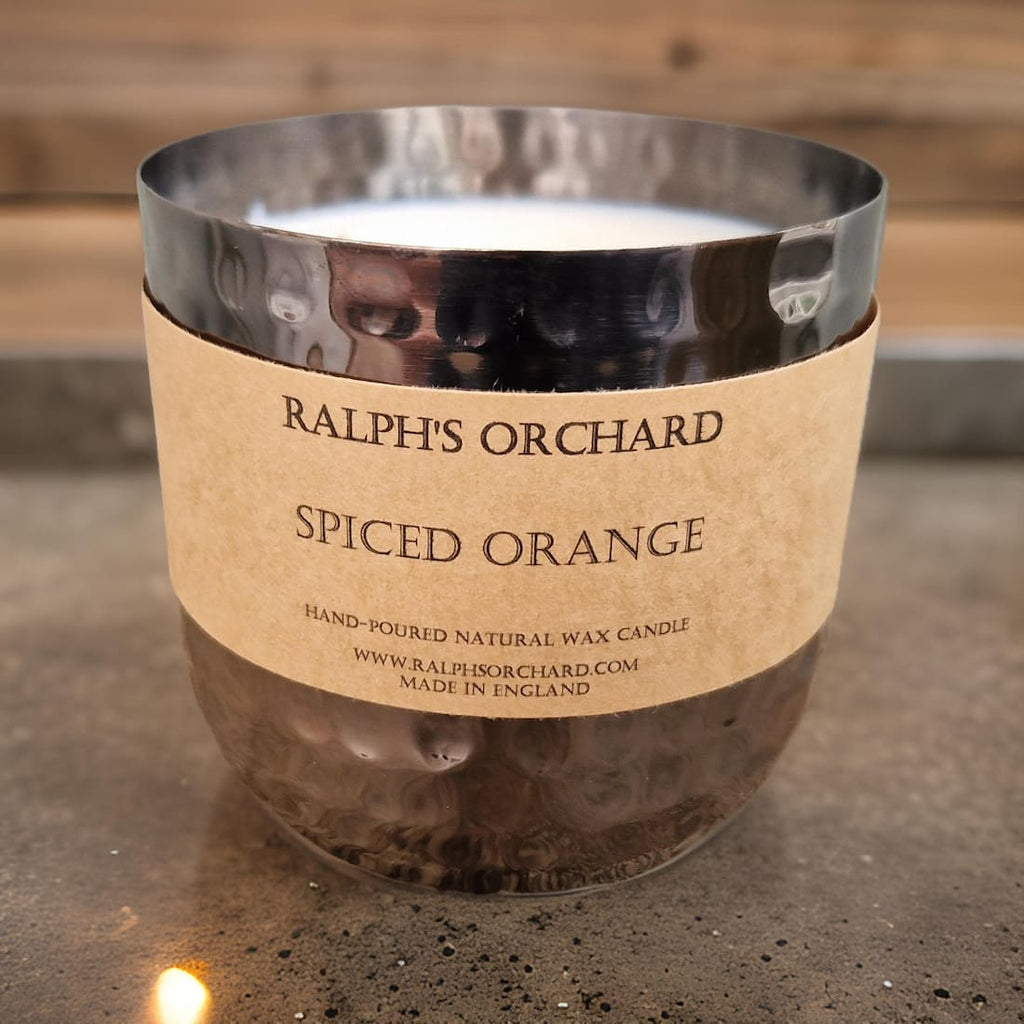 RALPH'S ORCHARD
SPICED ORANGE
HAND-POURED NATURAL WAX CANDLE
WWW.RALPHSORCHARD.COM
MADE IN ENGLAND